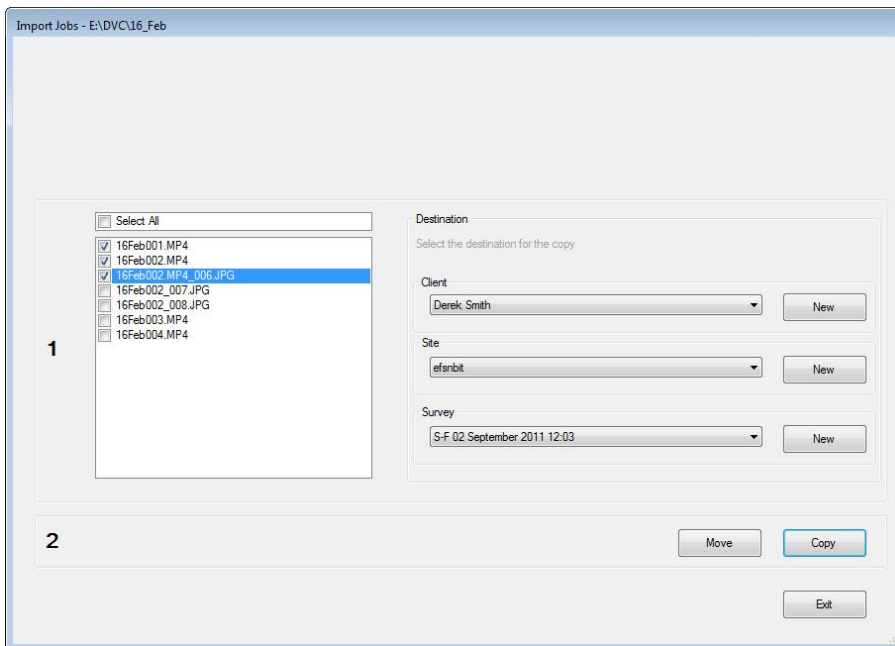 Import Jobs - E:\DVC\16_Feb
1
Select All
16Feb001.MP4
16Feb002.MP4
16Feb002.MP4_006.JPG
16Feb002_007.JPG
16Feb002_008.JPG
16Feb003.MP4
16Feb004.MP4
Destination
Select the destination for the copy
Client
Derek Smith
New
Site
efsnbit
New
Survey
S-F 02 September 2011 12:03
New
2
Move
Copy
Exit